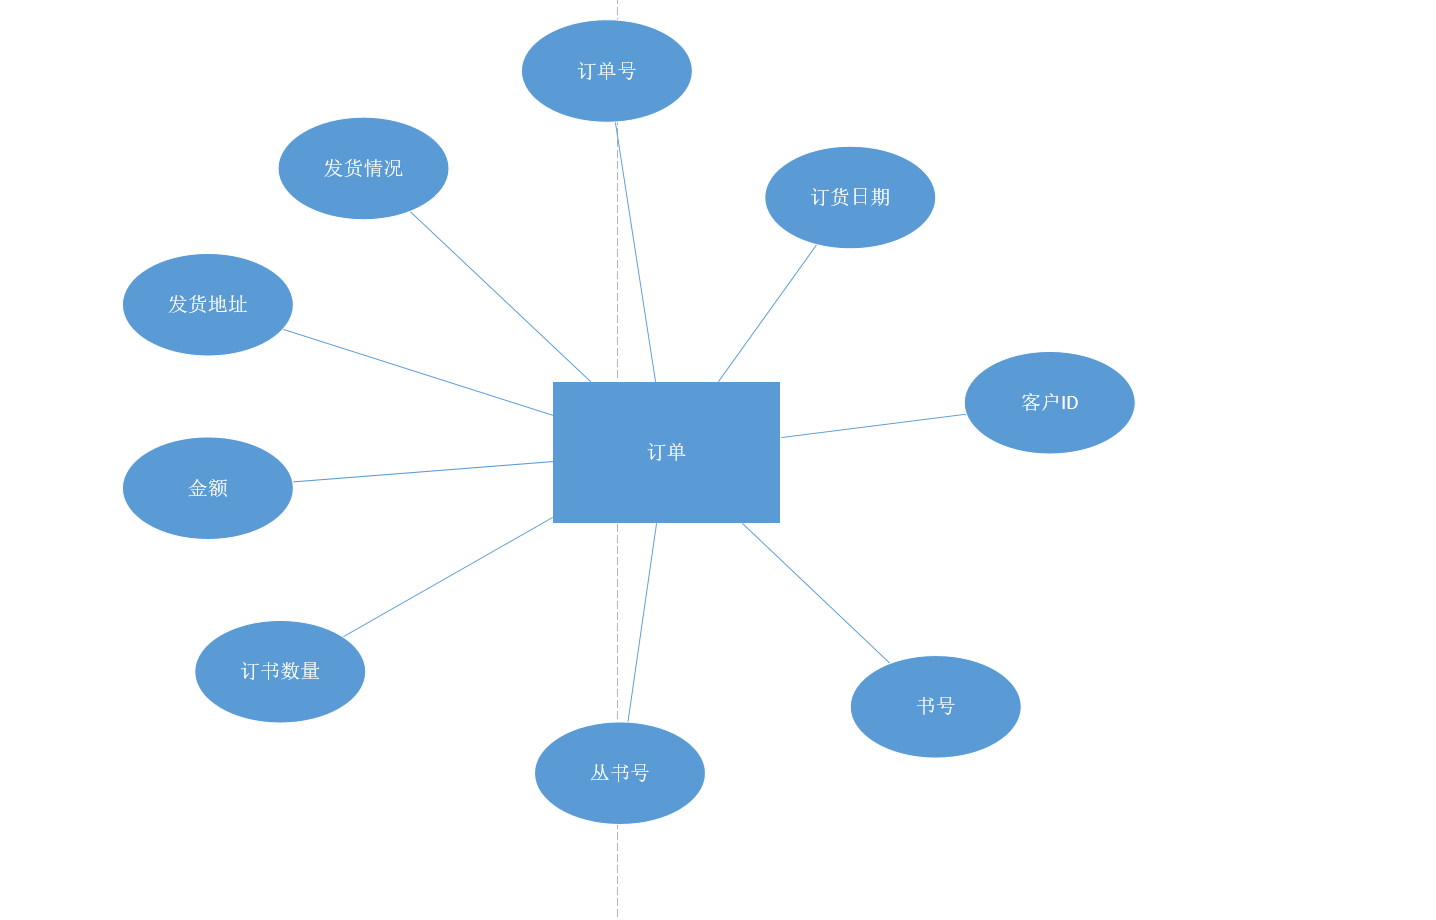 订单号
发货情况
订货日期
发货地址
客户ID
订单
金额
订书数量
书号
丛书号